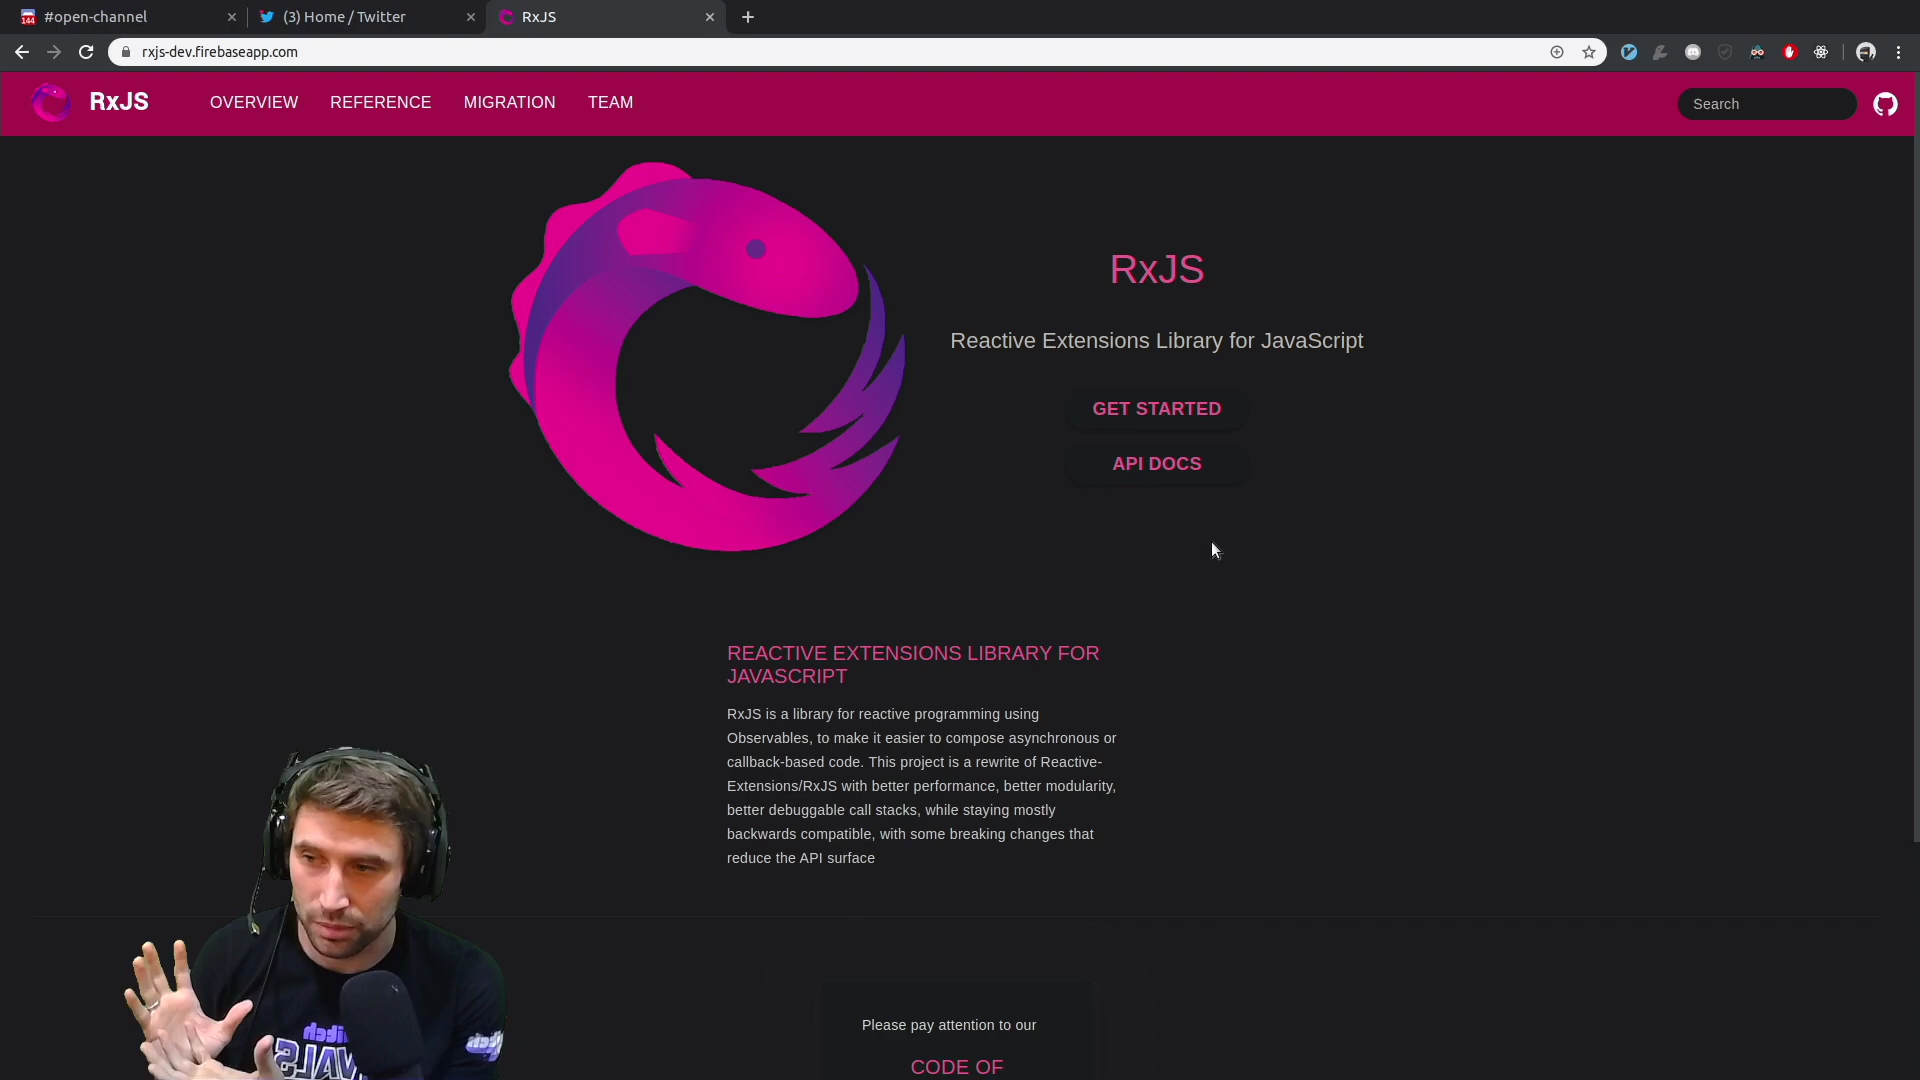 #open-channel
(3) Home / Twitter
RxJS
144
rxjs-dev.firebaseapp.com
RxJS
OVERVIEW
REFERENCE
MIGRATION
TEAM
Search
RxJS
Reactive Extensions Library for JavaScript
GET STARTED
API DOCS
REACTIVE EXTENSIONS LIBRARY FOR
JAVASCRIPT
RxJS is a library for reactive programming using
Observables, to make it easier to compose asynchronous or
callback-based code. This project is a rewrite of Reactive-
Extensions/RxJS with better performance, better modularity,
better debuggable call stacks, while staying mostly
backwards compatible, with some breaking changes that
reduce the API surface
Please pay attention to our
CODE OF
twitch